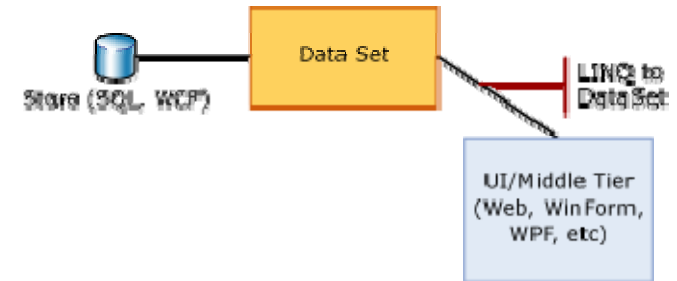 Data Set
Store (SQL, WCF)
LINQ to
DataSet
UI/Middle Tier
(Web, WinForm,
WPF, etc)